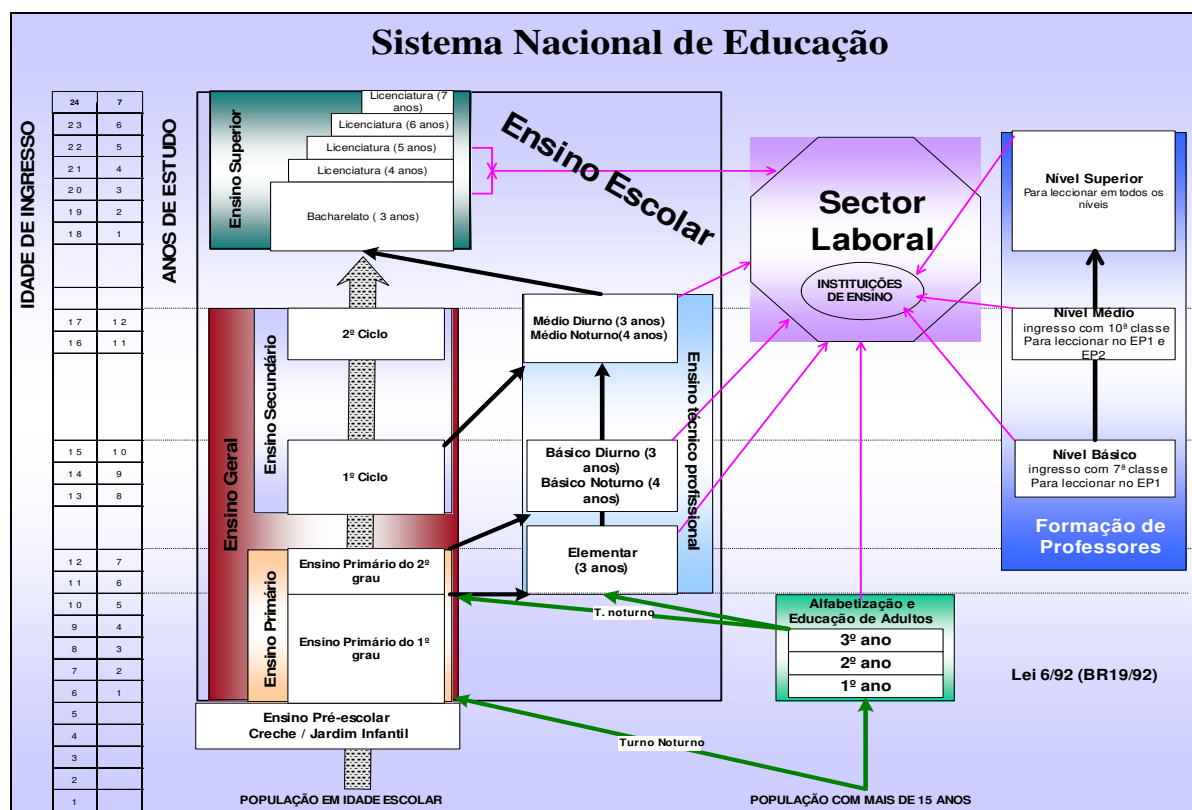 Sistema Nacional de Educação
IDADE DE INGRESSO
ANOS DE ESTUDO
24 7
23 6
22 5
21 4
20 3
19 2
18 1
17 12
16 11
15 10
14 9
13 8
12 7
11 6
10 5
9 4
8 3
7 2
6 1
5
4
3
2
1
Ensino Superior
Licenciatura (7
anos)
Licenciatura (6 anos)
Licenciatura (5 anos)
Licenciatura (4 anos)
Bacharelato ( 3 anos)
Ensino Escolar
Ensino Geral
Ensino Secundário
2º Ciclo
1º Ciclo
Ensino Primário
Ensino Primário do 2º
grau
Ensino Primário do 1º
grau
Ensino Pré-escolar
Creche / Jardim Infantil
POPULAÇÃO EM IDADE ESCOLAR
Ensino técnico profissional
Médio Diurno (3 anos)
Médio Noturno(4 anos)
Básico Diurno (3
anos)
Básico Noturno (4
anos)
Elementar
(3 anos)
T. noturno
Turno Noturno
Sector
Laboral
INSTITUIÇÕES
DE ENSINO
Alfabetização e
Educação de Adultos
3º ano
2º ano
1º ano
POPULAÇÃO COM MAIS DE 15 ANOS
Nível Superior
Para leccionar em todos os
níveis
Nível Médio
ingresso com 10ª classe
Para leccionar no EP1 e
EP2
Nível Básico
ingresso com 7ª classe
Para leccionar no EP1
Formação de
Professores
Lei 6/92 (BR19/92)